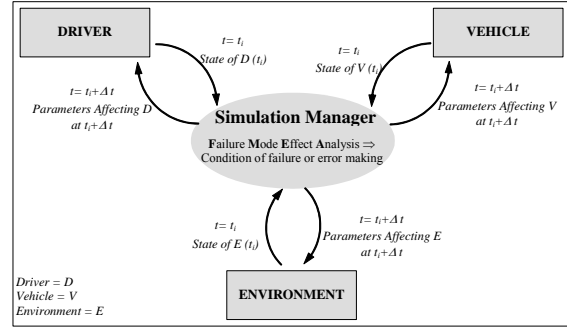 DRIVER
VEHICLE
t= tᵢ
State of D (tᵢ)
t= tᵢ
State of V (tᵢ)
t= tᵢ+Δt
Parameters Affecting D
at tᵢ+Δt
t= tᵢ+Δt
Parameters Affecting V
at tᵢ+Δt
Simulation Manager
Failure Mode Effect Analysis ⇒
Condition of failure or error making
t= tᵢ
State of E (tᵢ)
t= tᵢ+Δt
Parameters Affecting E
at tᵢ+Δt
ENVIRONMENT
Driver = D
Vehicle = V
Environment = E